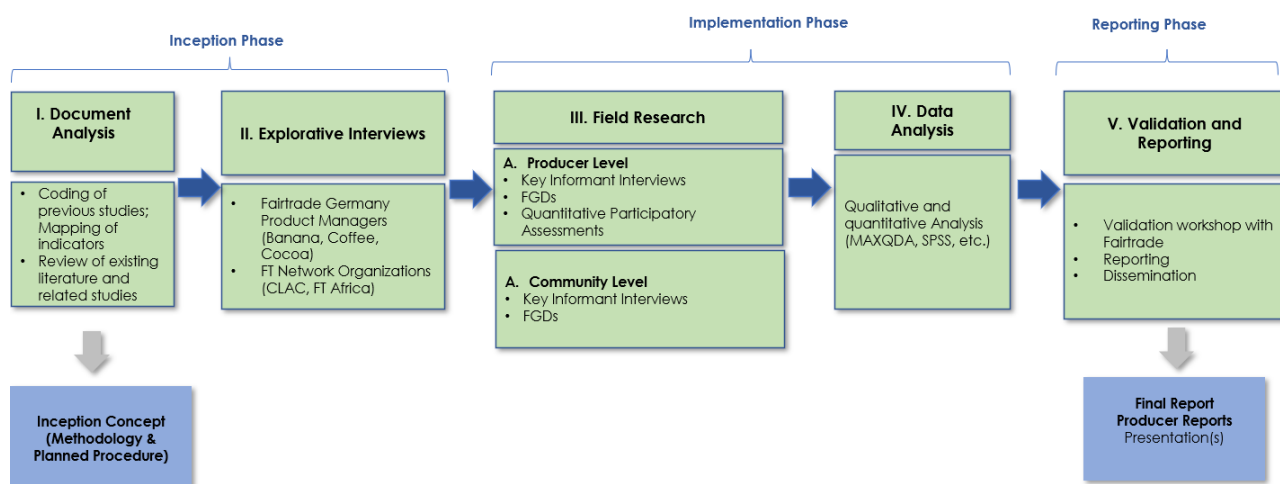 Inception Phase
Implementation Phase
Reporting Phase
I. Document
Analysis
• Coding of
previous studies;
Mapping of
indicators
• Review of existing
literature and
related studies
Inception Concept
(Methodology &
Planned Procedure)
II. Explorative Interviews
• Fairtrade Germany
Product Managers
(Banana, Coffee,
Cocoa)
• FT Network Organizations
(CLAC, FT Africa)
III. Field Research
A. Producer Level
• Key Informant Interviews
• FGDs
• Quantitative Participatory
Assessments
A. Community Level
• Key Informant Interviews
• FGDs
IV. Data
Analysis
Qualitative and
quantitative Analysis
(MAXQDA, SPSS, etc.)
V. Validation and
Reporting
• Validation workshop with
Fairtrade
• Reporting
• Dissemination
Final Report
Producer Reports
Presentation(s)